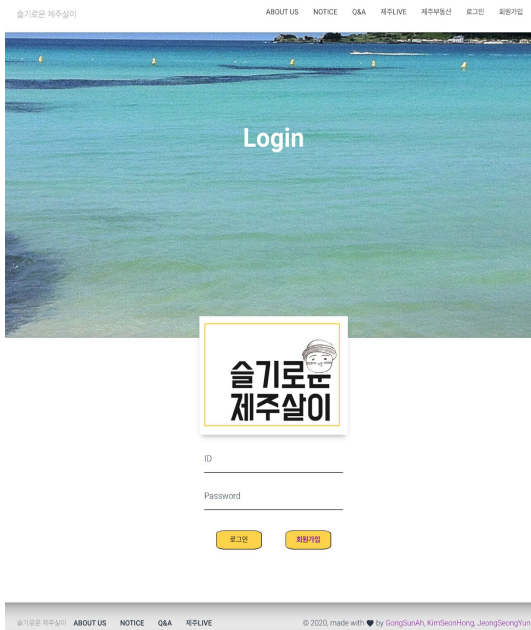 슬기로운 제주살이 ABOUT US NOTICE Q&A 제주LIVE 제주부동산 로그인 회원가입
Login
슬기로운
제주살이
ID
Password
로그인 회원가입
슬기로운 제주살이 ABOUT US NOTICE Q&A 제주LIVE © 2020, made with 🖤 by GongSunAh, KimSeonHong, JeongSeongYun